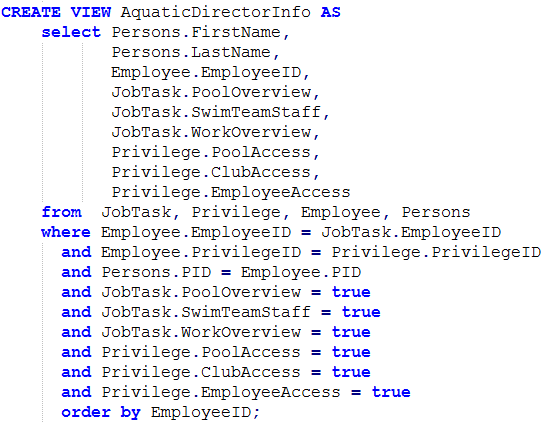 CREATE VIEW AquaticDirectorInfo AS
select Persons.FirstName,
Persons.LastName,
Employee.EmployeeID,
JobTask.PoolOverview,
JobTask.SwimTeamStaff,
JobTask.WorkOverview,
Privilege.PoolAccess,
Privilege.ClubAccess,
Privilege.EmployeeAccess
from JobTask, Privilege, Employee, Persons
where Employee.EmployeeID = JobTask.EmployeeID
and Employee.PrivilegeID = Privilege.PrivilegeID
and Persons.PID = Employee.PID
and JobTask.PoolOverview = true
and JobTask.SwimTeamStaff = true
and JobTask.WorkOverview = true
and Privilege.PoolAccess = true
and Privilege.ClubAccess = true
and Privilege.EmployeeAccess = true
order by EmployeeID;